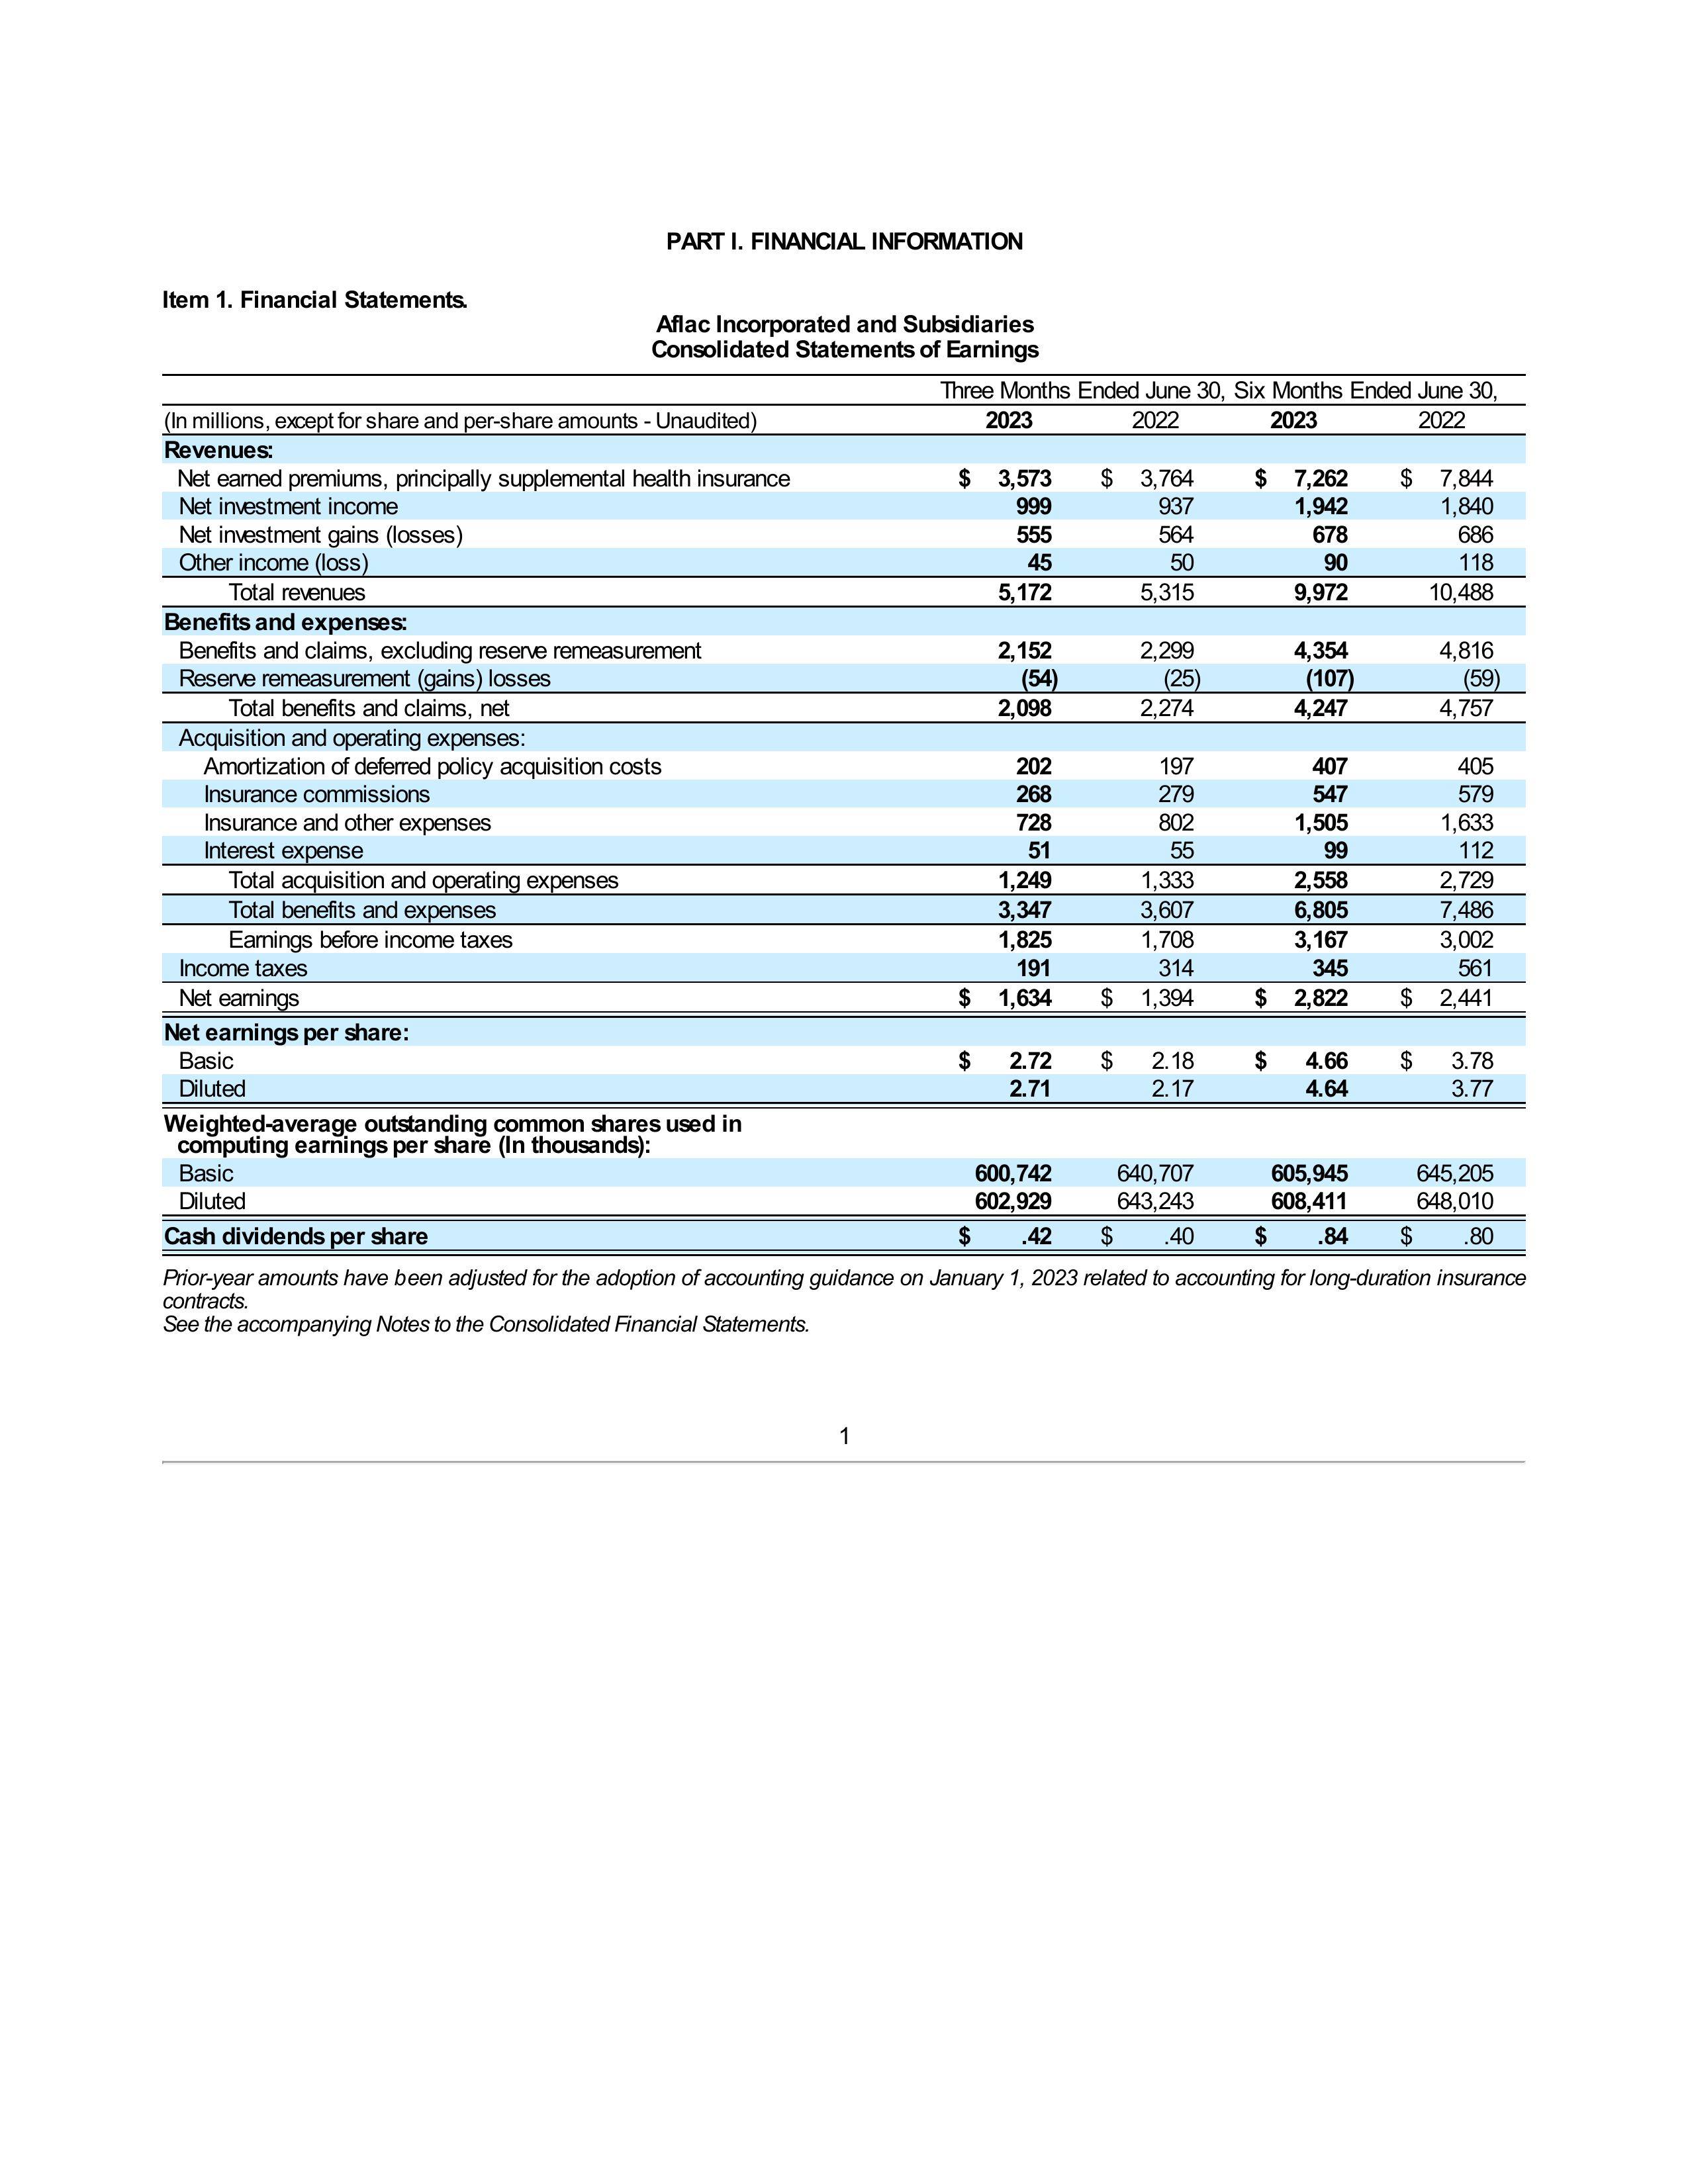 PART I. FINANCIAL INFORMATION
Item 1. Financial Statements.
Aflac Incorporated and Subsidiaries
Consolidated Statements of Earnings
Three Months Ended June 30, Six Months Ended June 30,
(In millions, except for share and per-share amounts - Unaudited) 2023 2022 2023 2022
Revenues:
Net earned premiums, principally supplemental health insurance $ 3,573 $ 3,764 $ 7,262 $ 7,844
Net investment income 999 937 1,942 1,840
Net investment gains (losses) 555 564 678 686
Other income (loss) 45 50 90 118
Total revenues 5,172 5,315 9,972 10,488
Benefits and expenses:
Benefits and claims, excluding reserve remeasurement 2,152 2,299 4,354 4,816
Reserve remeasurement (gains) losses (54) (25) (107) (59)
Total benefits and claims, net 2,098 2,274 4,247 4,757
Acquisition and operating expenses:
Amortization of deferred policy acquisition costs 202 197 407 405
Insurance commissions 268 279 547 579
Insurance and other expenses 728 802 1,505 1,633
Interest expense 51 55 99 112
Total acquisition and operating expenses 1,249 1,333 2,558 2,729
Total benefits and expenses 3,347 3,607 6,805 7,486
Earnings before income taxes 1,825 1,708 3,167 3,002
Income taxes 191 314 345 561
Net earnings $ 1,634 $ 1,394 $ 2,822 $ 2,441
Net earnings per share:
Basic $ 2.72 $ 2.18 $ 4.66 $ 3.78
Diluted 2.71 2.17 4.64 3.77
Weighted-average outstanding common shares used in
computing earnings per share (In thousands):
Basic 600,742 640,707 605,945 645,205
Diluted 602,929 643,243 608,411 648,010
Cash dividends per share $ .42 $ .40 $ .84 $ .80
Prior-year amounts have been adjusted for the adoption of accounting guidance on January 1, 2023 related to accounting for long-duration insurance
contracts.
See the accompanying Notes to the Consolidated Financial Statements.
1